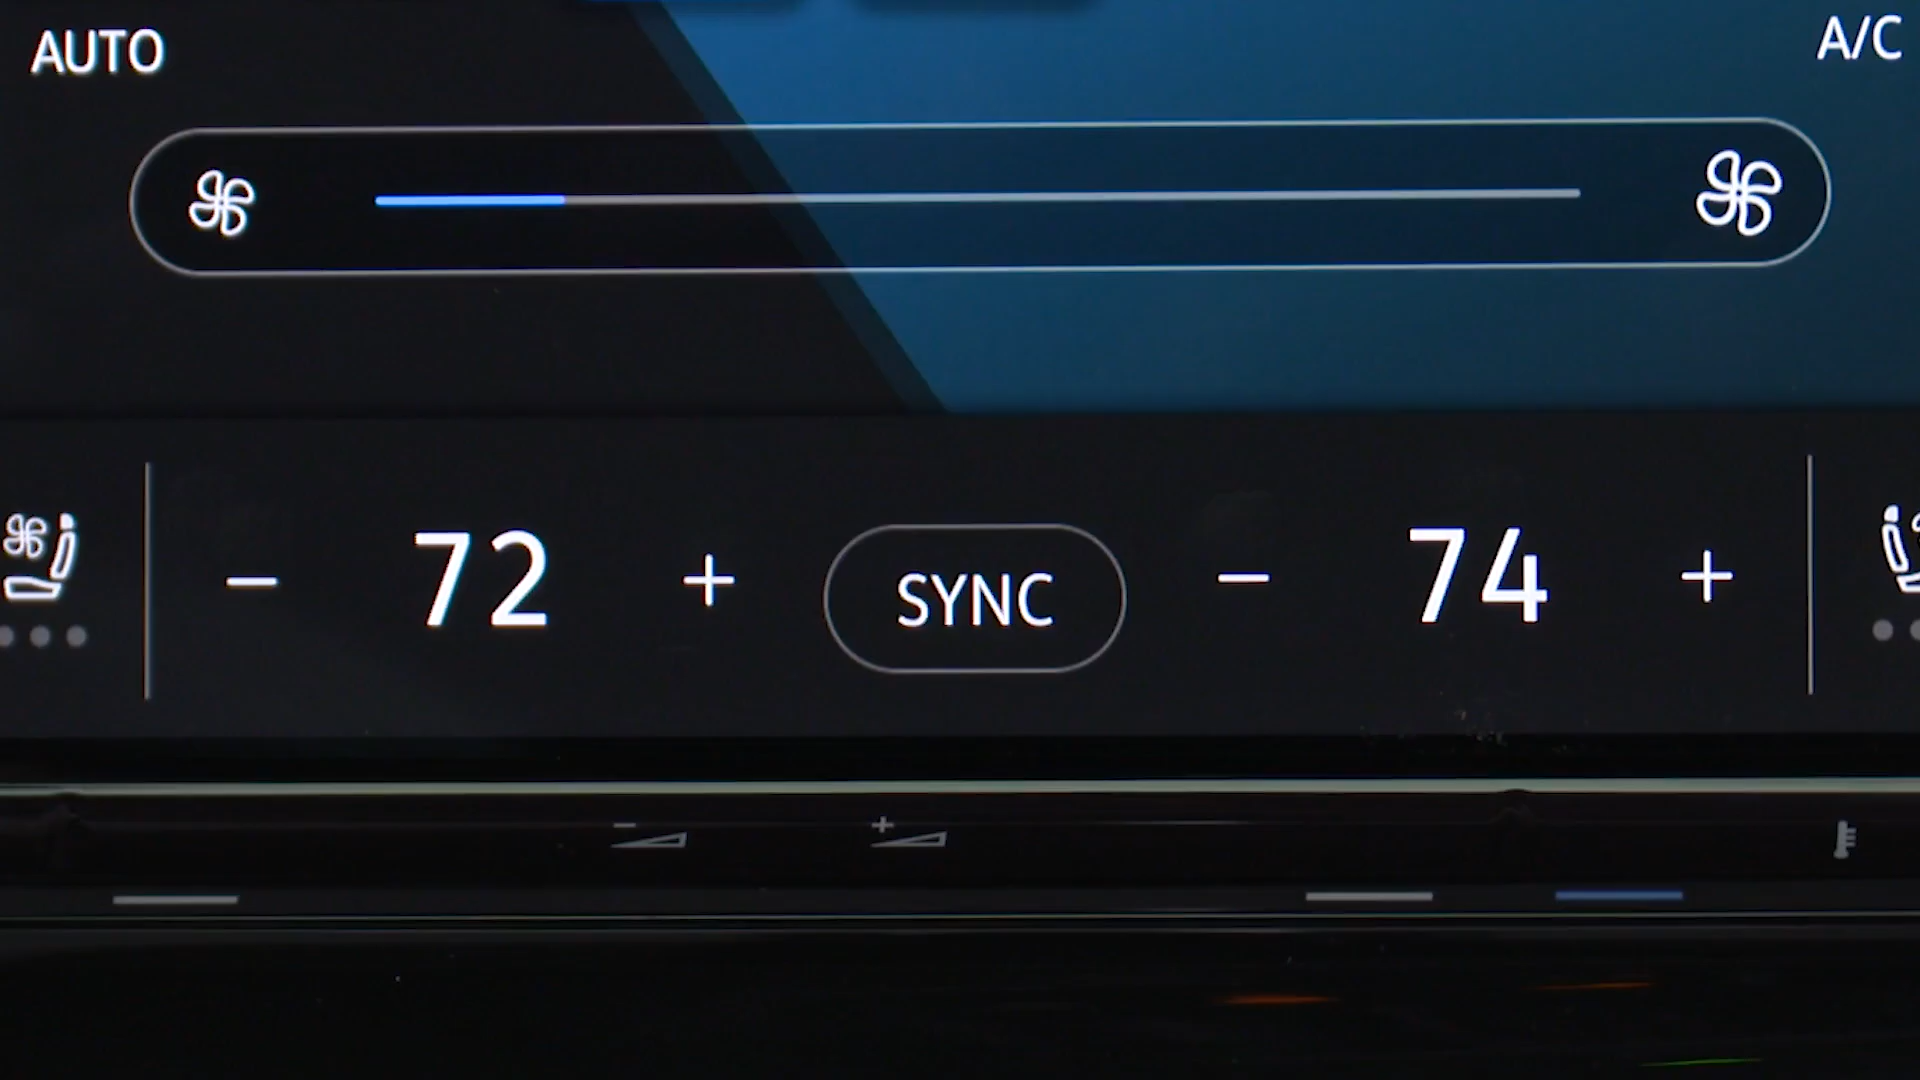 AUTO
A/C
− 72 + SYNC − 74 +
− +